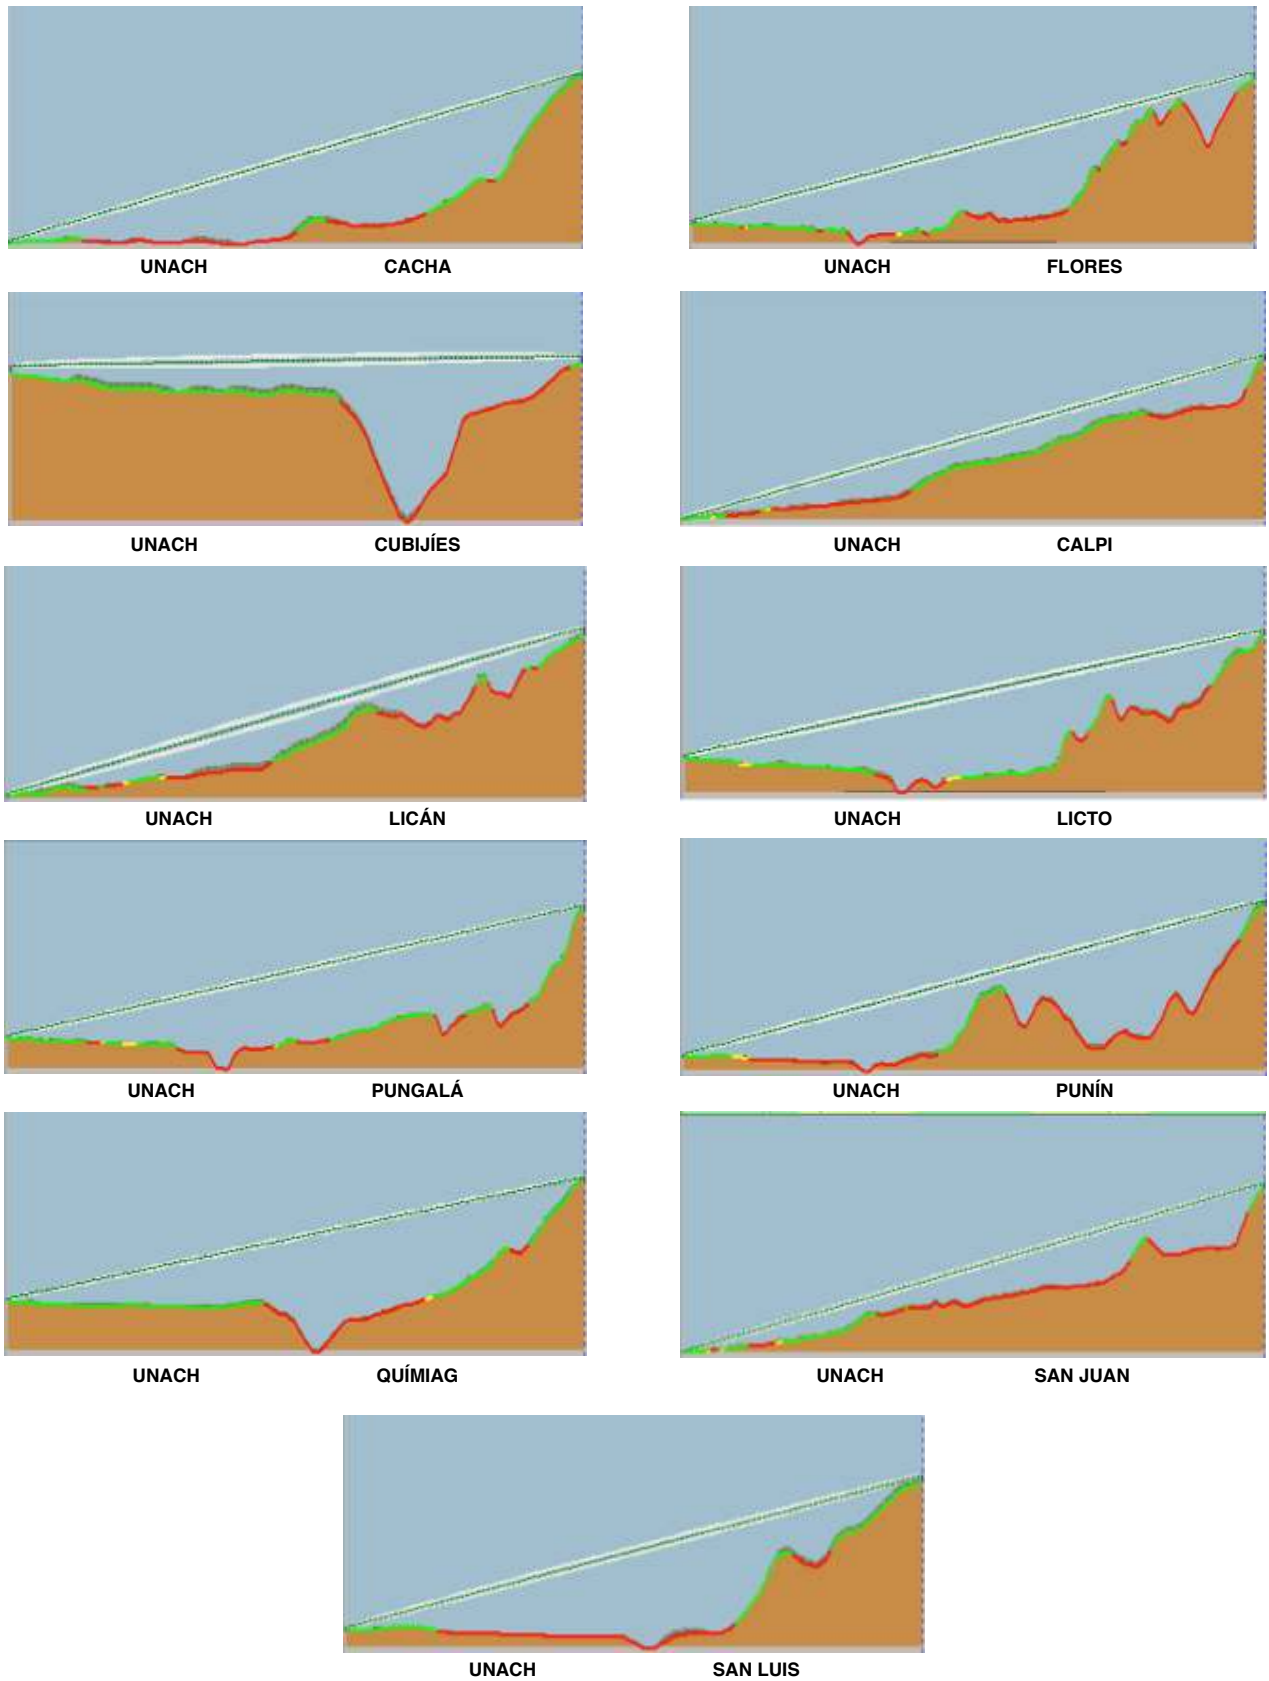 UNACH CACHA
UNACH FLORES
UNACH CUBIJÍES
UNACH CALPI
UNACH LICÁN
UNACH LICTO
UNACH PUNGALÁ
UNACH PUNÍN
UNACH QUÍMIAG
UNACH SAN JUAN
UNACH SAN LUIS